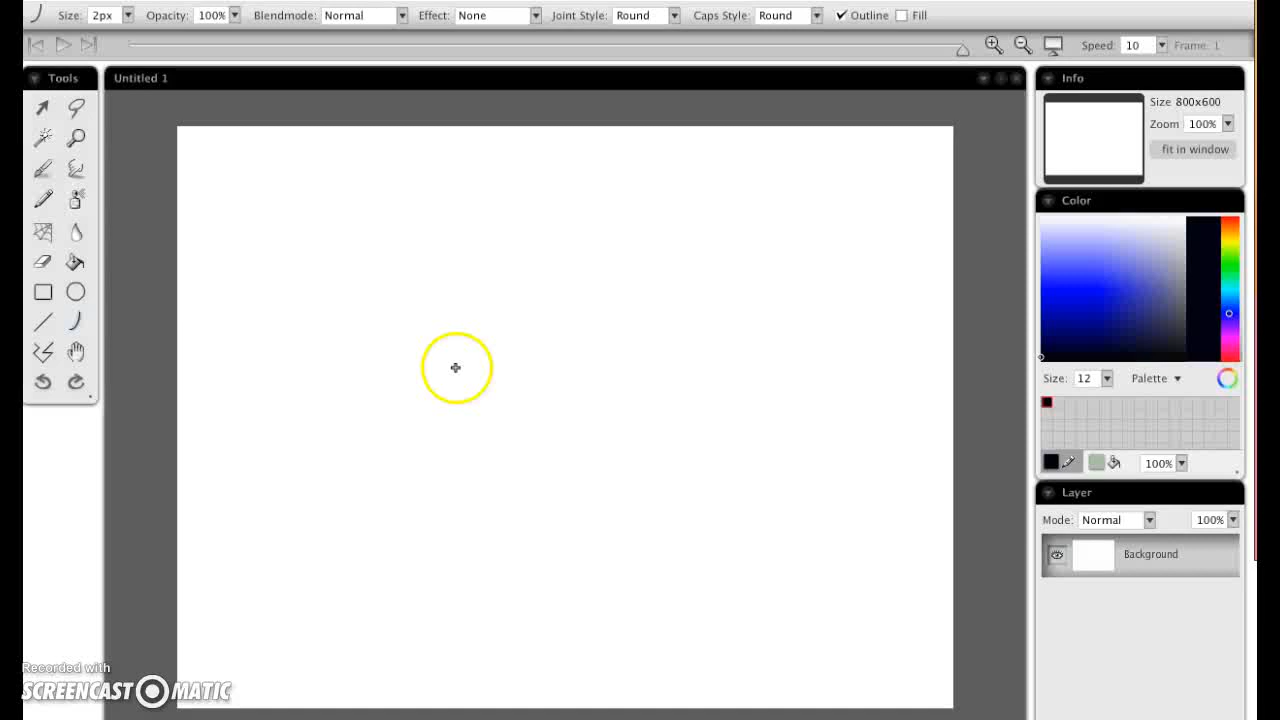 Size: 2px Opacity: 100% Blendmode: Normal Effect: None Joint Style: Round Caps Style: Round Outline Fill
Speed: 10 Frame: 1
Tools
Untitled 1
Info
Size 800x600
Zoom 100%
fit in window
Color
Size: 12 Palette
100%
Layer
Mode: Normal 100%
Background
Recorded with
SCREENCAST MATIC